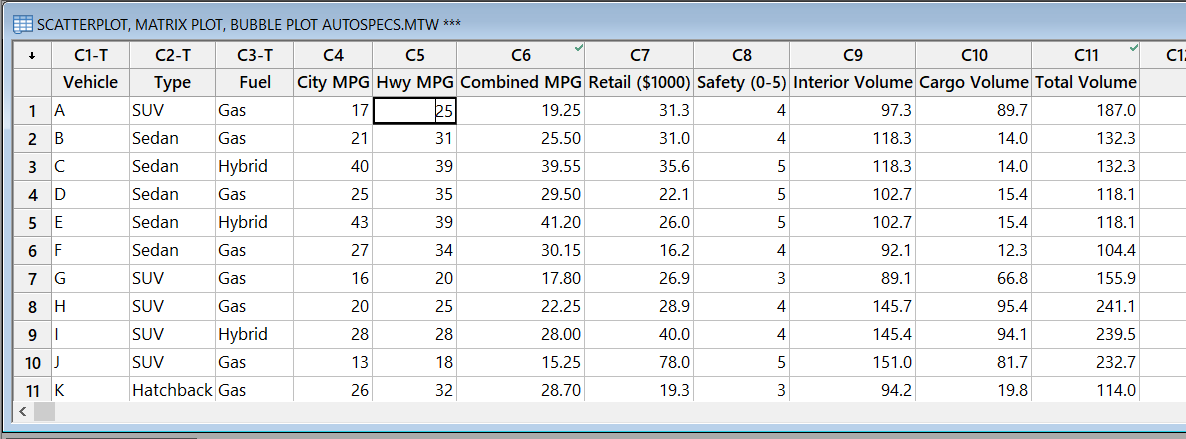 SCATTERPLOT, MATRIX PLOT, BUBBLE PLOT AUTOSPECS.MTW ***
C1-T C2-T C3-T C4 C5 C6 C7 C8 C9 C10 C11 C12
Vehicle Type Fuel City MPG Hwy MPG Combined MPG Retail ($1000) Safety (0-5) Interior Volume Cargo Volume Total Volume
1 A SUV Gas 17 25 19.25 31.3 4 97.3 89.7 187.0
2 B Sedan Gas 21 31 25.50 31.0 4 118.3 14.0 132.3
3 C Sedan Hybrid 40 39 39.55 35.6 5 118.3 14.0 132.3
4 D Sedan Gas 25 35 29.50 22.1 5 102.7 15.4 118.1
5 E Sedan Hybrid 43 39 41.20 26.0 5 102.7 15.4 118.1
6 F Sedan Gas 27 34 30.15 16.2 4 92.1 12.3 104.4
7 G SUV Gas 16 20 17.80 26.9 3 89.1 66.8 155.9
8 H SUV Gas 20 25 22.25 28.9 4 145.7 95.4 241.1
9 I SUV Hybrid 28 28 28.00 40.0 4 145.4 94.1 239.5
10 J SUV Gas 13 18 15.25 78.0 5 151.0 81.7 232.7
11 K Hatchback Gas 26 32 28.70 19.3 3 94.2 19.8 114.0